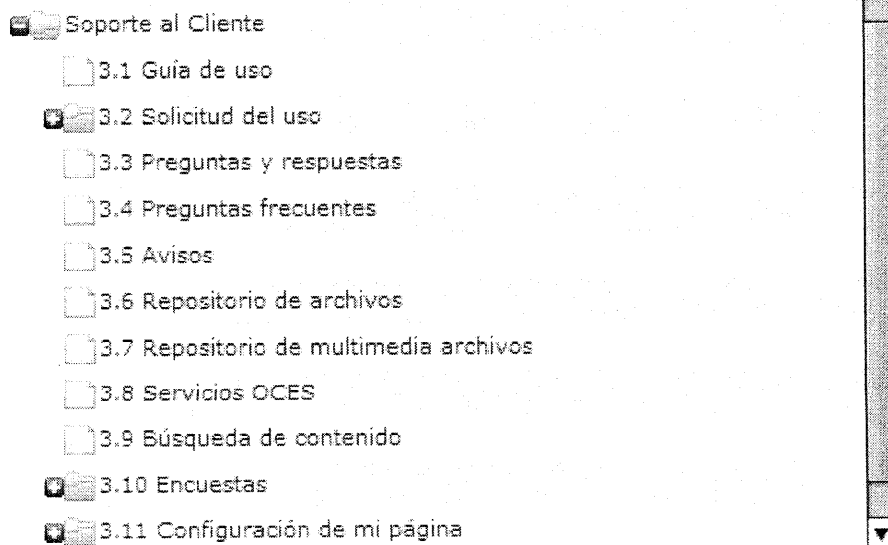 Soporte al Cliente
3.1 Guía de uso
3.2 Solicitud del uso
3.3 Preguntas y respuestas
3.4 Preguntas frecuentes
3.5 Avisos
3.6 Repositorio de archivos
3.7 Repositorio de multimedia archivos
3.8 Servicios OCES
3.9 Búsqueda de contenido
3.10 Encuestas
3.11 Configuración de mi página